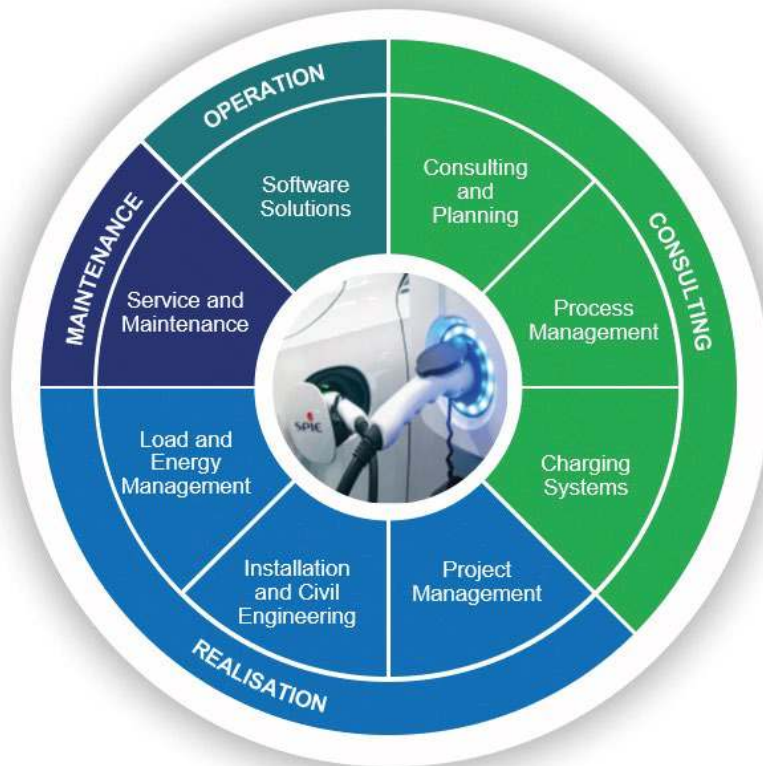 OPERATION
CONSULTING
MAINTENANCE
REALISATION
Software
Solutions
Consulting
and
Planning
Process
Management
Charging
Systems
Project
Management
Installation
and Civil
Engineering
Load and
Energy
Management
Service and
Maintenance
SPIE